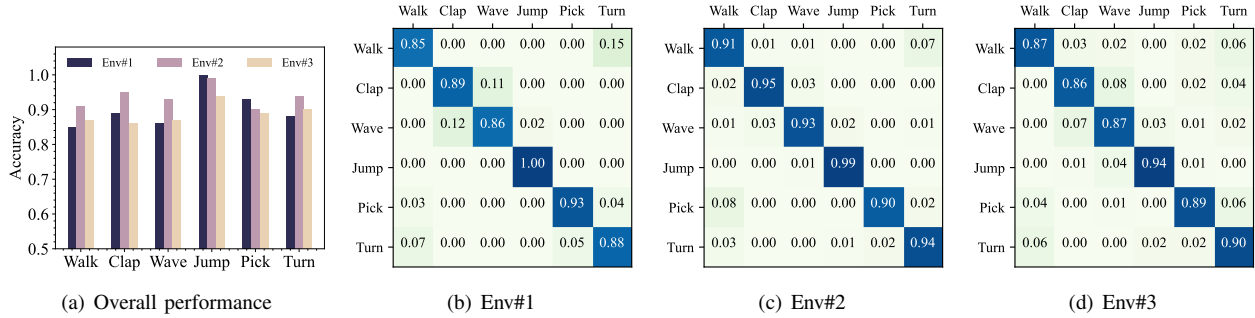 Env#1 Env#2 Env#3
Accuracy
1.0
0.9
0.8
0.7
0.6
0.5
Walk Clap Wave Jump Pick Turn
(a) Overall performance
Walk Clap Wave Jump Pick Turn
Walk 0.85 0.00 0.00 0.00 0.00 0.15
Clap 0.00 0.89 0.11 0.00 0.00 0.00
Wave 0.00 0.12 0.86 0.02 0.00 0.00
Jump 0.00 0.00 0.00 1.00 0.00 0.00
Pick 0.03 0.00 0.00 0.00 0.93 0.04
Turn 0.07 0.00 0.00 0.00 0.05 0.88
(b) Env#1
Walk Clap Wave Jump Pick Turn
Walk 0.91 0.01 0.01 0.00 0.00 0.07
Clap 0.02 0.95 0.03 0.00 0.00 0.00
Wave 0.01 0.03 0.93 0.02 0.00 0.01
Jump 0.00 0.00 0.00 0.99 0.00 0.00
Pick 0.08 0.00 0.00 0.00 0.90 0.02
Turn 0.03 0.00 0.00 0.01 0.02 0.94
(c) Env#2
Walk Clap Wave Jump Pick Turn
Walk 0.87 0.03 0.02 0.00 0.02 0.06
Clap 0.00 0.86 0.08 0.00 0.02 0.04
Wave 0.00 0.07 0.87 0.03 0.01 0.02
Jump 0.00 0.01 0.04 0.94 0.01 0.00
Pick 0.04 0.00 0.01 0.00 0.89 0.06
Turn 0.06 0.00 0.00 0.02 0.02 0.90
(d) Env#3